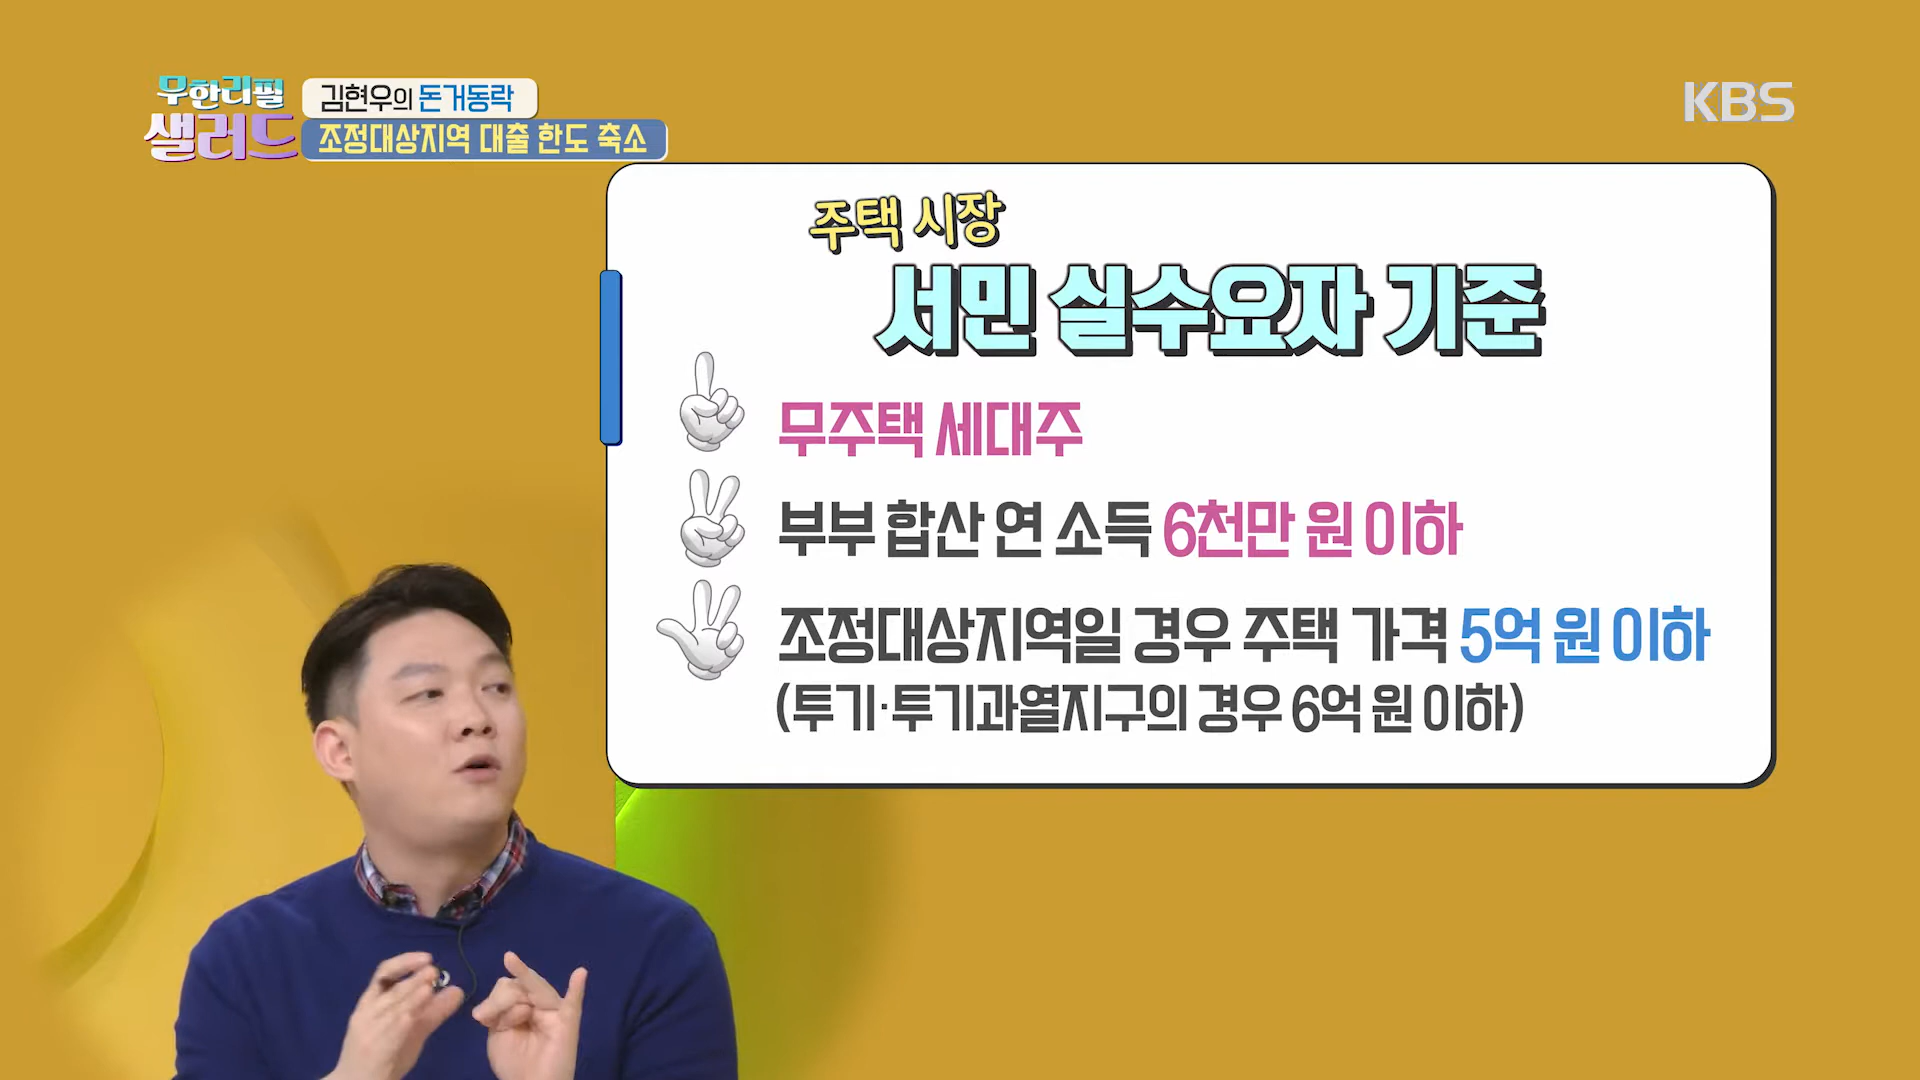 무한리필
샐러드
김현우의 돈거동락
조정대상지역 대출 한도 축소
KBS
주택 시장
서민 실수요자 기준
무주택 세대주
부부 합산 연 소득 6천만 원 이하
조정대상지역일 경우 주택 가격 5억 원 이하
(투기·투기과열지구의 경우 6억 원 이하)